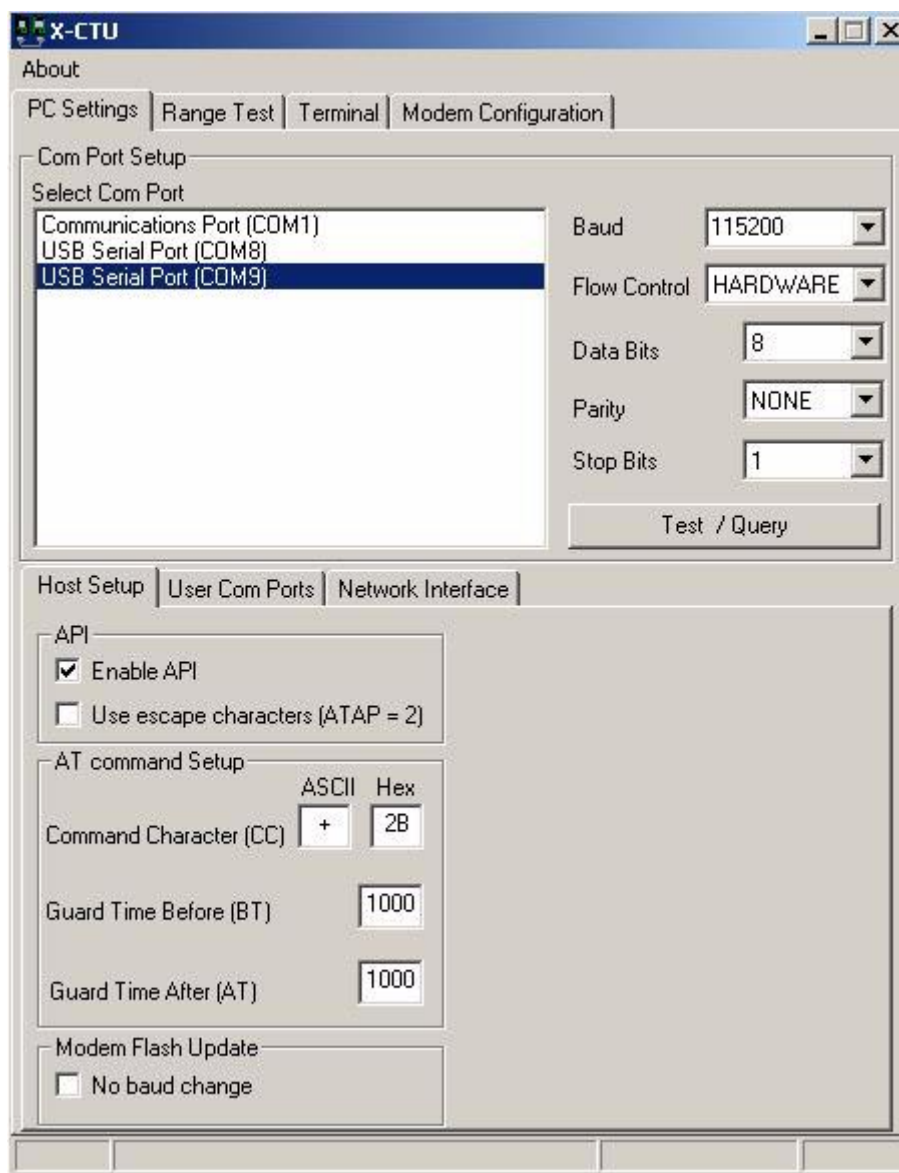 X-CTU
About
PC Settings Range Test Terminal Modem Configuration
Com Port Setup
Select Com Port
Communications Port (COM1)
USB Serial Port (COM8)
USB Serial Port (COM9)
Baud 115200
Flow Control HARDWARE
Data Bits 8
Parity NONE
Stop Bits 1
Test / Query
Host Setup User Com Ports Network Interface
API
Enable API
Use escape characters (ATAP = 2)
AT command Setup
ASCII Hex
Command Character (CC) + 2B
Guard Time Before (BT) 1000
Guard Time After (AT) 1000
Modem Flash Update
No baud change